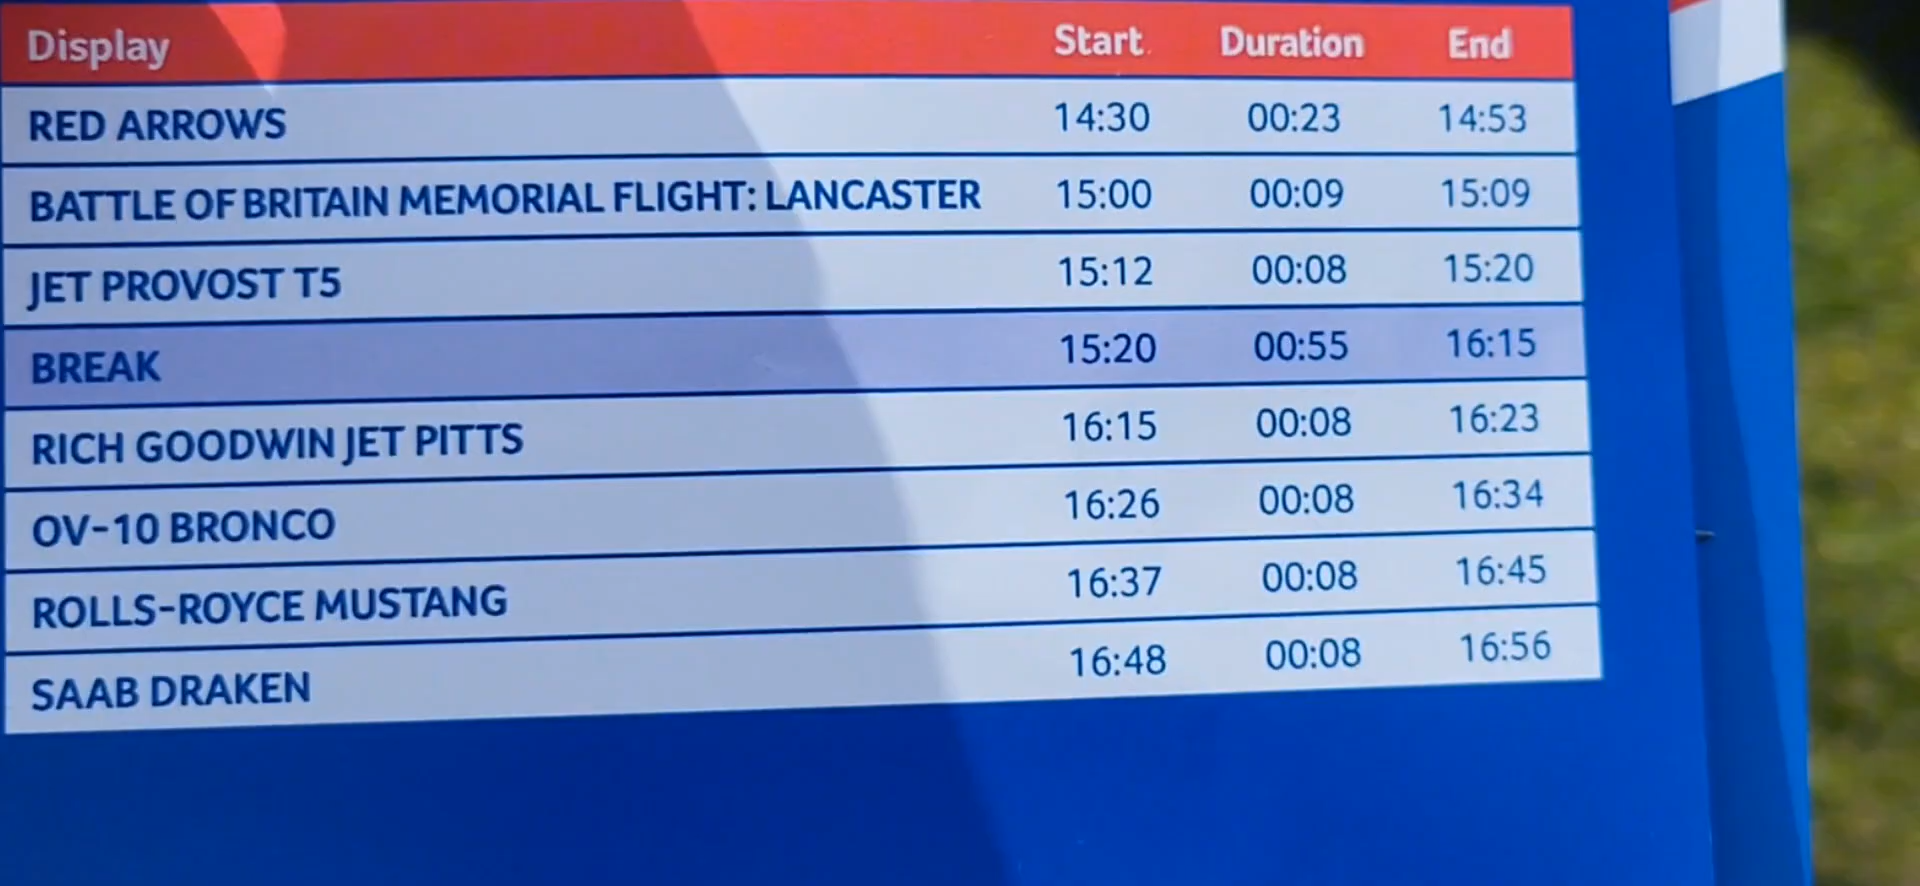 Display Start Duration End
RED ARROWS 14:30 00:23 14:53
BATTLE OF BRITAIN MEMORIAL FLIGHT: LANCASTER 15:00 00:09 15:09
JET PROVOST T5 15:12 00:08 15:20
BREAK 15:20 00:55 16:15
RICH GOODWIN JET PITTS 16:15 00:08 16:23
OV-10 BRONCO 16:26 00:08 16:34
ROLLS-ROYCE MUSTANG 16:37 00:08 16:45
SAAB DRAKEN 16:48 00:08 16:56